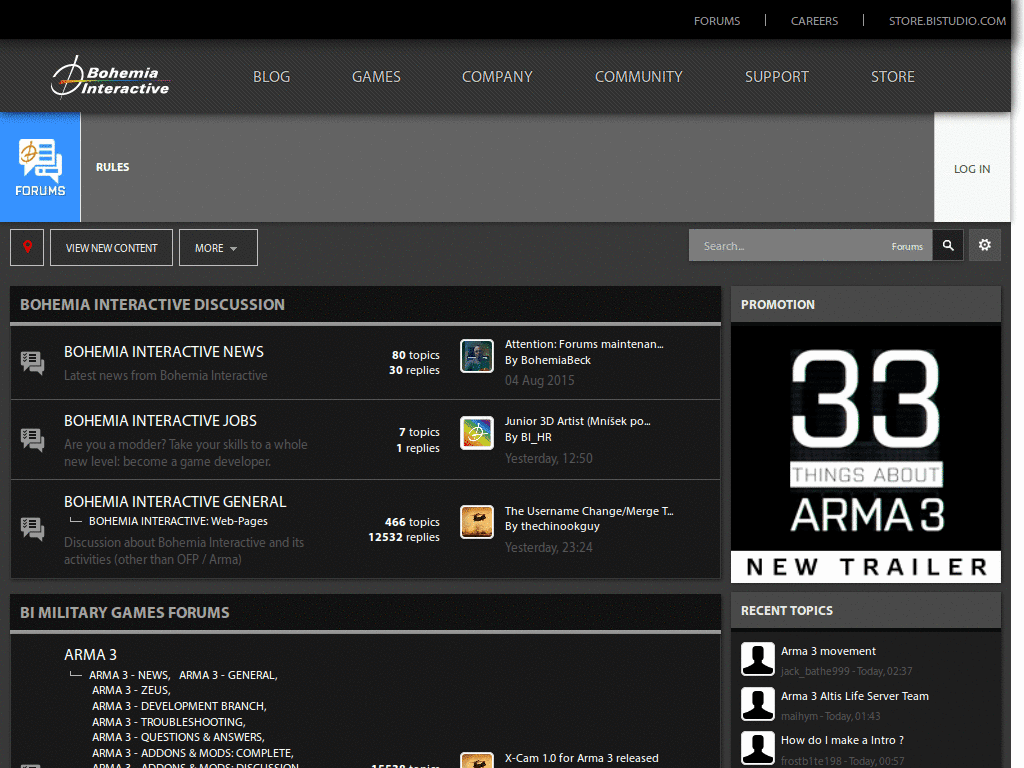 FORUMS | CAREERS | STORE.BISTUDIO.COM
Bohemia
Interactive
BLOG GAMES COMPANY COMMUNITY SUPPORT STORE
FORUMS
RULES
LOG IN
VIEW NEW CONTENT
MORE
Search...
Forums
BOHEMIA INTERACTIVE DISCUSSION
BOHEMIA INTERACTIVE NEWS
Latest news from Bohemia Interactive
80 topics
30 replies
Attention: Forums maintenan...
By BohemiaBeck
04 Aug 2015
BOHEMIA INTERACTIVE JOBS
Are you a modder? Take your skills to a whole
new level: become a game developer.
7 topics
1 replies
Junior 3D Artist (Mníšek po...
By BI_HR
Yesterday, 12:50
BOHEMIA INTERACTIVE GENERAL
BOHEMIA INTERACTIVE: Web-Pages
Discussion about Bohemia Interactive and its
activities (other than OFP / Arma)
466 topics
12532 replies
The Username Change/Merge T...
By thechinookguy
Yesterday, 23:24
BI MILITARY GAMES FORUMS
ARMA 3
ARMA 3 - NEWS, ARMA 3 - GENERAL,
ARMA 3 - ZEUS,
ARMA 3 - DEVELOPMENT BRANCH,
ARMA 3 - TROUBLESHOOTING,
ARMA 3 - QUESTIONS & ANSWERS,
ARMA 3 - ADDONS & MODS: COMPLETE,
ARMA 3 - ADDONS & MODS: DISCUSSION
topics
X-Cam 1.0 for Arma 3 released
PROMOTION
33
THINGS ABOUT
ARMA 3
NEW TRAILER
RECENT TOPICS
Arma 3 movement
jack_bathe999 - Today, 02:37
Arma 3 Altis Life Server Team
malhym - Today, 01:43
How do I make a Intro ?
frostb1te198 - Today, 00:57